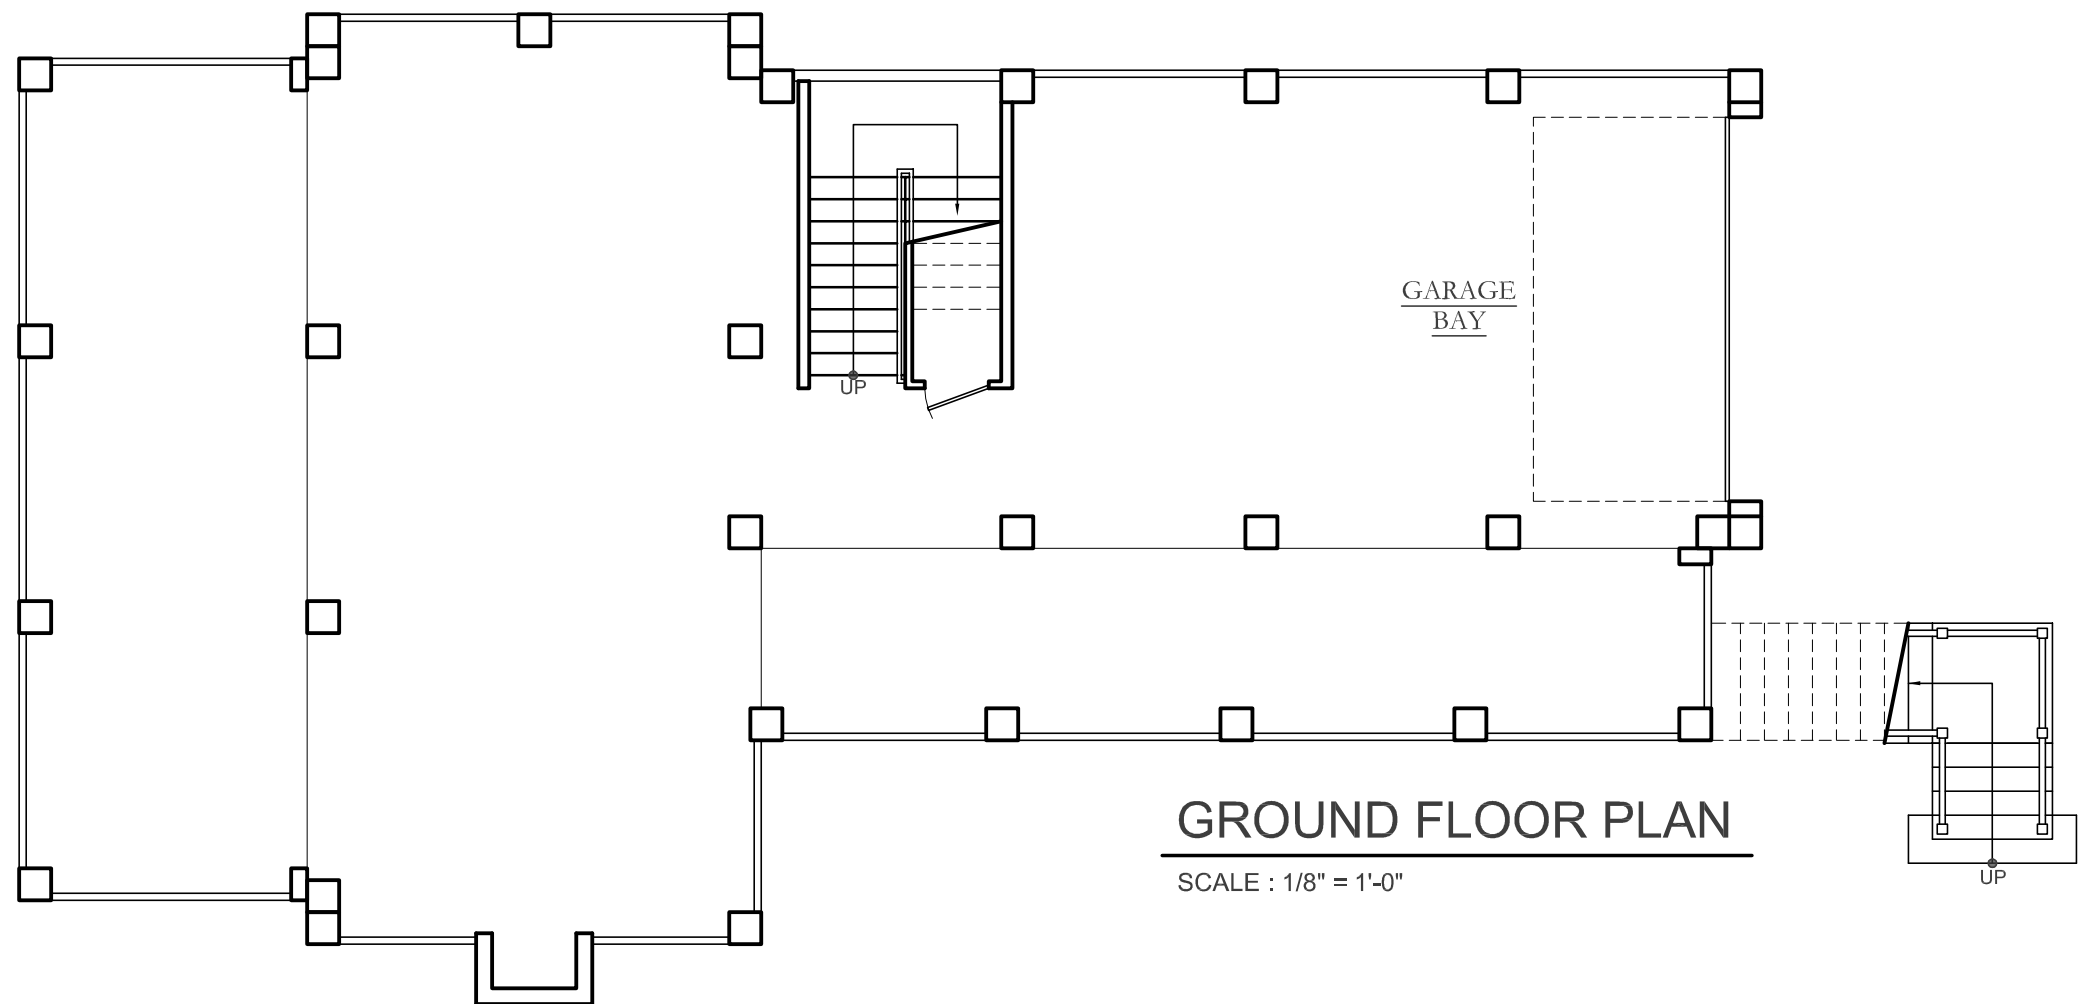 GARAGE
BAY
UP
GROUND FLOOR PLAN
SCALE : 1/8" = 1'-0"
UP